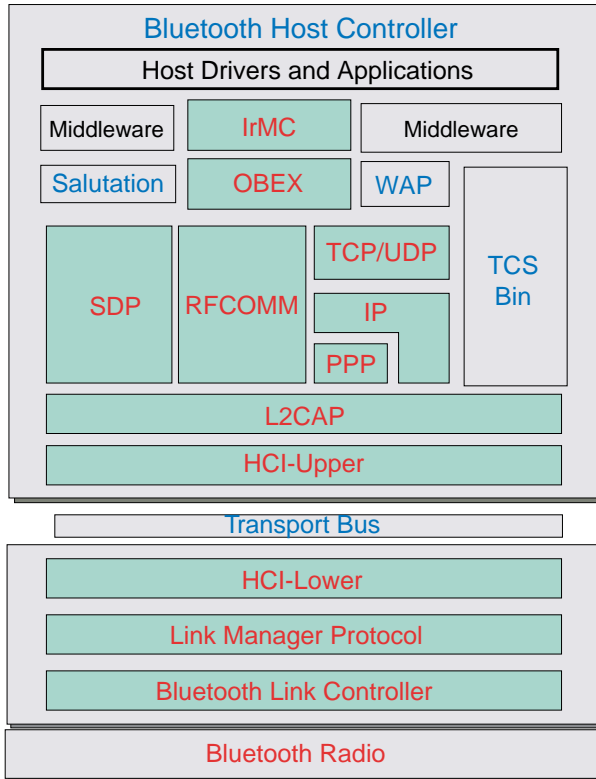 Bluetooth Host Controller
Host Drivers and Applications
Middleware
IrMC
Middleware
Salutation
OBEX
WAP
SDP
RFCOMM
TCP/UDP
IP
PPP
TCS
Bin
L2CAP
HCI-Upper
Transport Bus
HCI-Lower
Link Manager Protocol
Bluetooth Link Controller
Bluetooth Radio